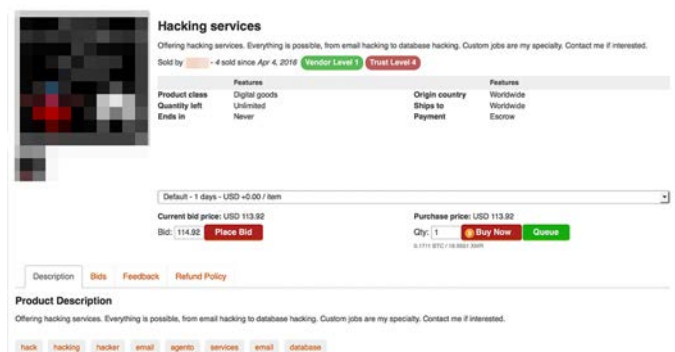 Hacking services
Offering hacking services. Everything is possible, from email hacking to database hacking. Custom jobs are my specialty. Contact me if interested.
Sold by - 4 sold since Apr 4, 2016 Vendor Level 1 Trust Level 4
Features Features
Product class Digital goods Origin country Worldwide
Quantity left Unlimited Ships to Worldwide
Ends in Never Payment Escrow
Default - 1 days - USD +0.00 / item
Current bid price: USD 113.92 Purchase price: USD 113.92
Bid: 114.92 Place Bid Qty: 1 Buy Now Queue
Description Bids Feedback Refund Policy
Product Description
Offering hacking services. Everything is possible, from email hacking to database hacking. Custom jobs are my specialty. Contact me if interested.
hack hacking hacker email agento services email database